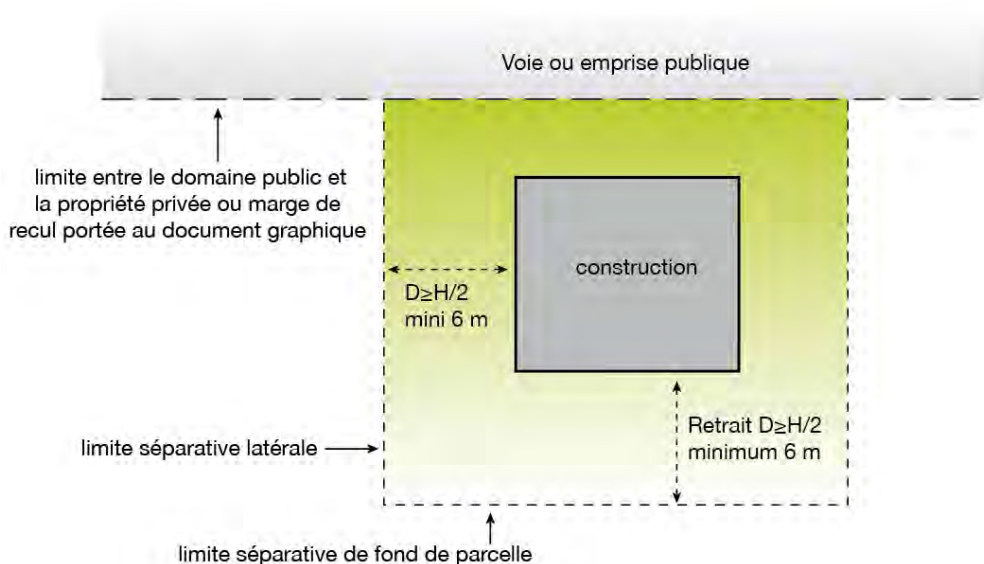 Voie ou emprise publique
limite entre le domaine public et
la propriété privée ou marge de
recul portée au document graphique
construction
D≥H/2
mini 6 m
Retrait D≥H/2
minimum 6 m
limite séparative latérale
limite séparative de fond de parcelle